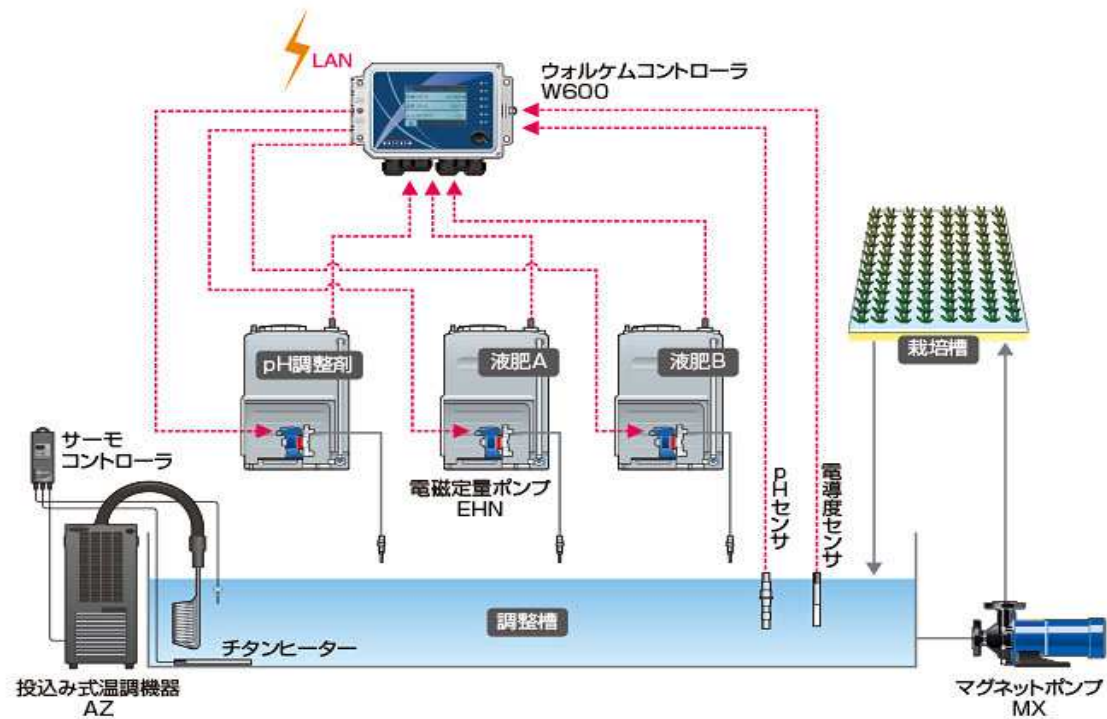 LAN
ウォルケムコントローラ
W600
pH調整剤
液肥A
液肥B
栽培槽
サーモ
コントローラ
電磁定量ポンプ
EHN
pHセンサ
電導度センサ
調整槽
チタンヒーター
投込み式温調機器
AZ
マグネットポンプ
MX